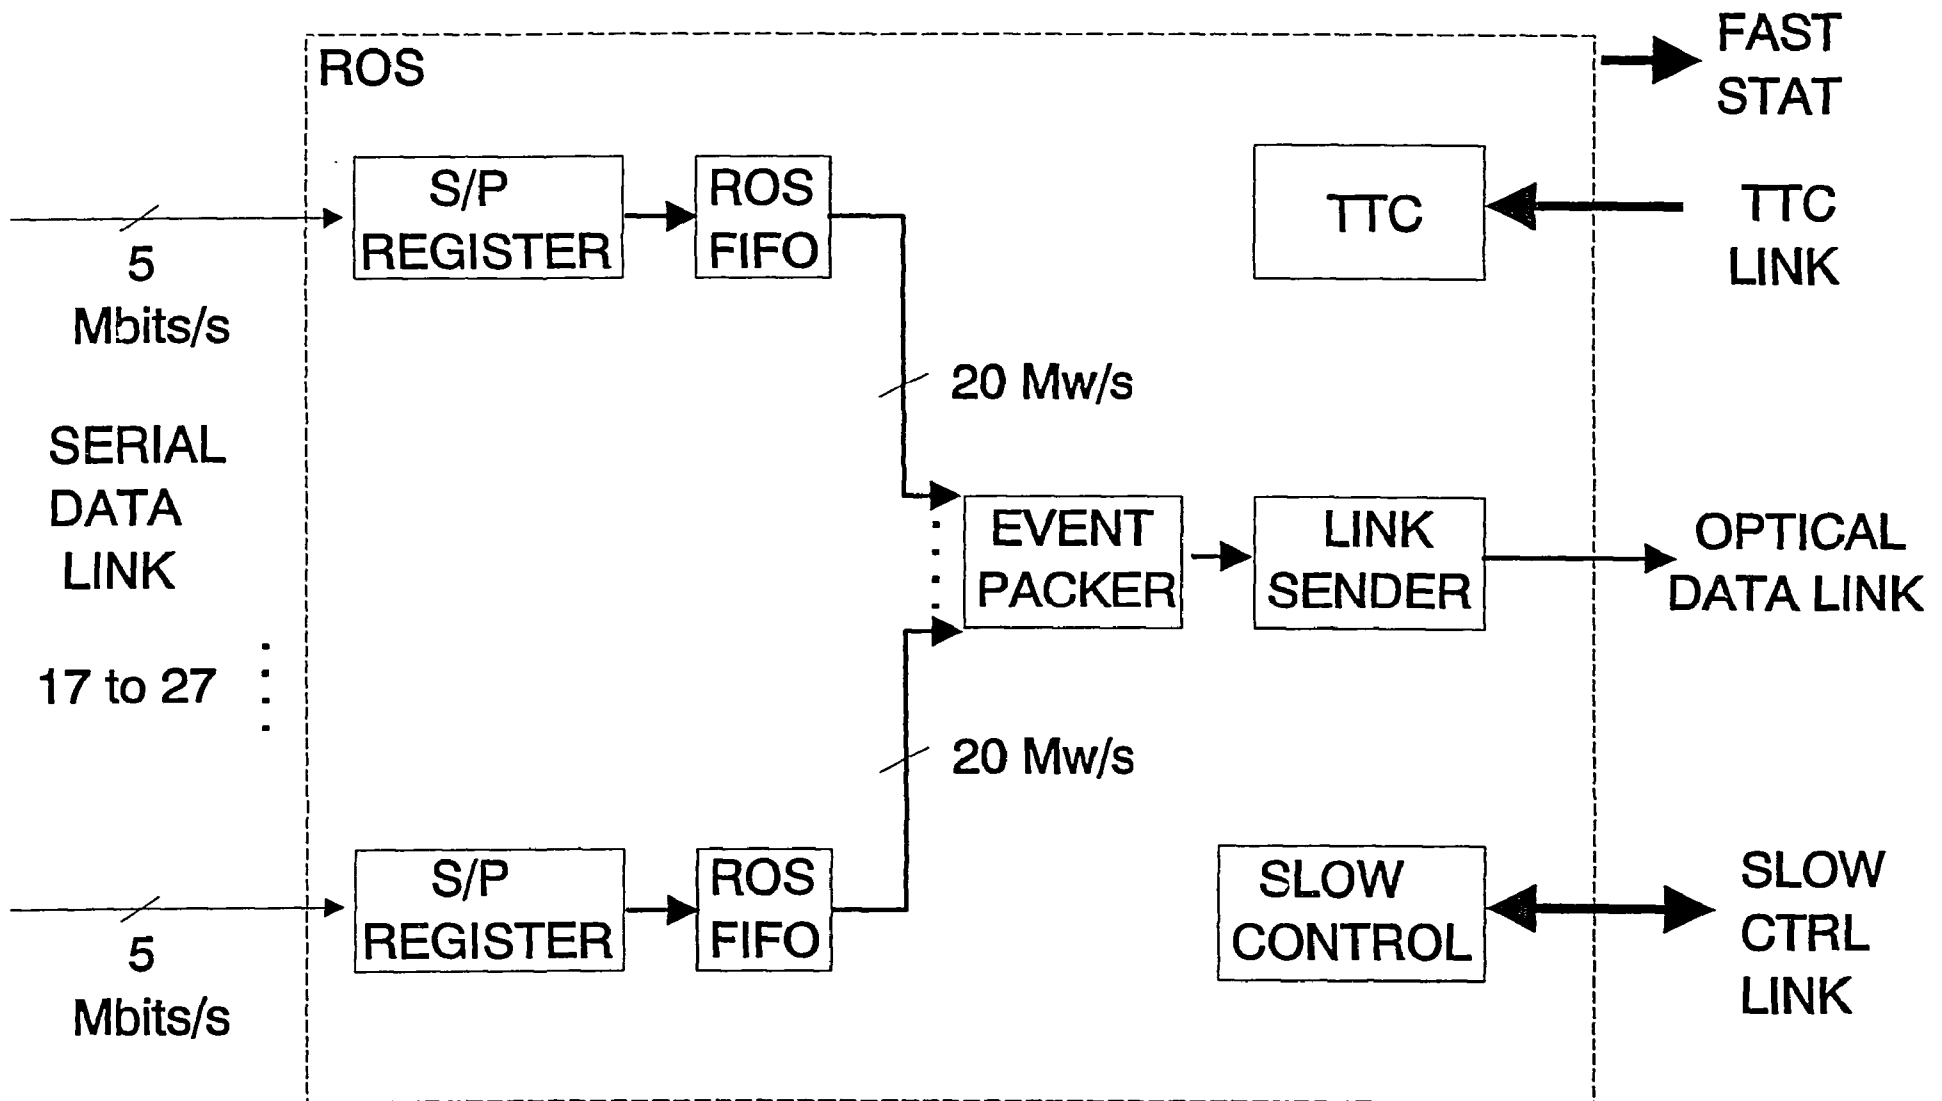 ROS
FAST
STAT
S/P
REGISTER
ROS
FIFO
TTC
TTC
LINK
5
Mbits/s
20 Mw/s
SERIAL
DATA
LINK
EVENT
PACKER
LINK
SENDER
OPTICAL
DATA LINK
17 to 27
20 Mw/s
S/P
REGISTER
ROS
FIFO
SLOW
CONTROL
SLOW
CTRL
LINK
5
Mbits/s